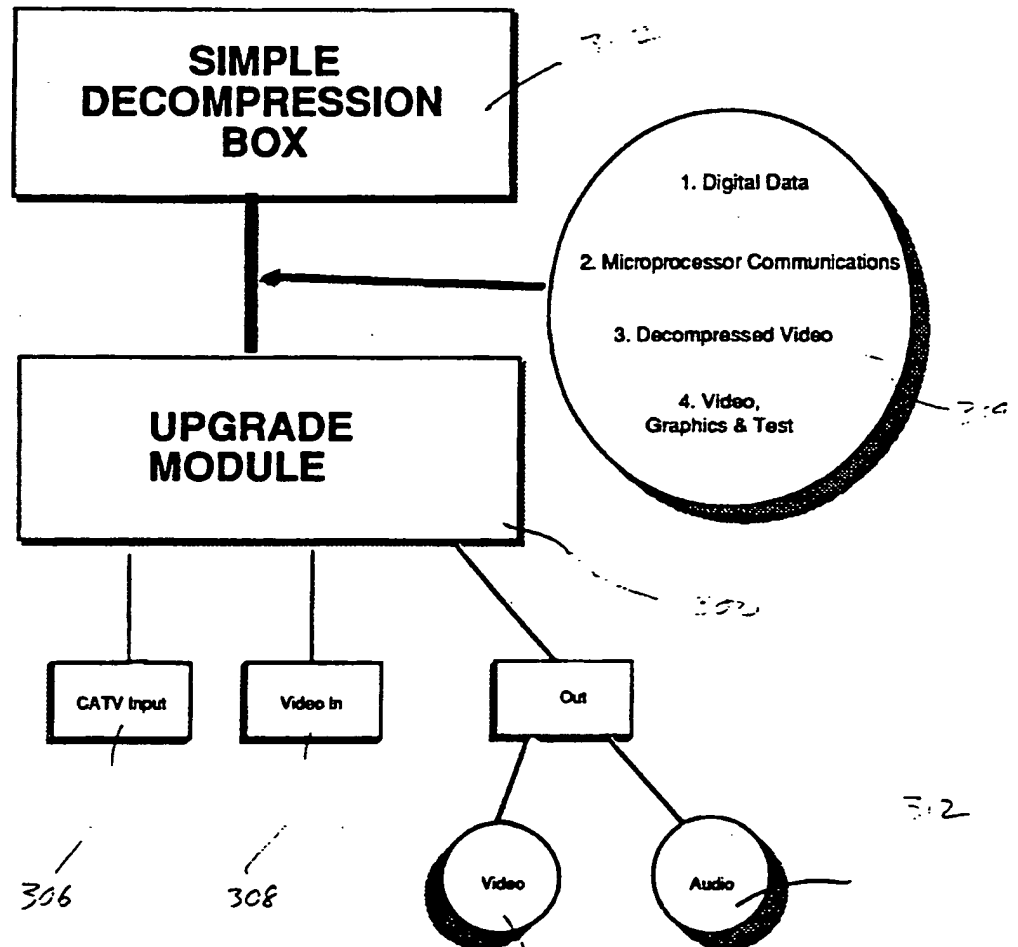 SIMPLE
DECOMPRESSION
BOX
1. Digital Data
2. Microprocessor Communications
3. Decompressed Video
4. Video,
Graphics & Test
UPGRADE
MODULE
CATV Input
Video In
Out
312
306
308
Video
Audio